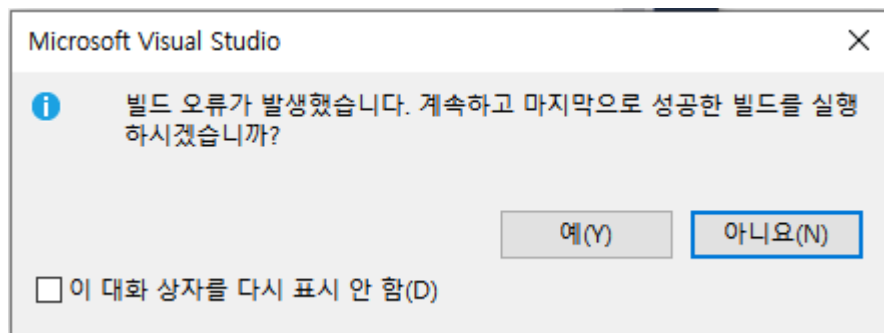 Microsoft Visual Studio
빌드 오류가 발생했습니다. 계속하고 마지막으로 성공한 빌드를 실행
하시겠습니까?
예(Y)
아니요(N)
이 대화 상자를 다시 표시 안 함(D)